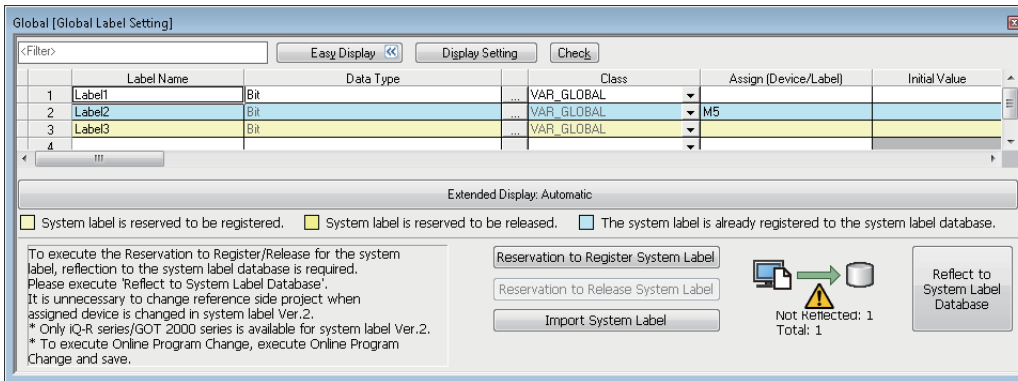 Global [Global Label Setting]
<Filter>
Easy Display
Display Setting
Check
Label Name Data Type Class Assign (Device/Label) Initial Value
1 Label1 Bit ... VAR_GLOBAL
2 Label2 Bit ... VAR_GLOBAL M5
3 Label3 Bit ... VAR_GLOBAL
4
Extended Display: Automatic
System label is reserved to be registered. System label is reserved to be released. The system label is already registered to the system label database.
To execute the Reservation to Register/Release for the system
label, reflection to the system label database is required.
Please execute 'Reflect to System Label Database'.
It is unnecessary to change reference side project when
assigned device is changed in system label Ver.2.
* Only iQ-R series/GOT 2000 series is available for system label Ver.2.
* To execute Online Program Change, execute Online Program
Change and save.
Reservation to Register System Label
Reservation to Release System Label
Import System Label
Not Reflected: 1
Total: 1
Reflect to
System Label
Database